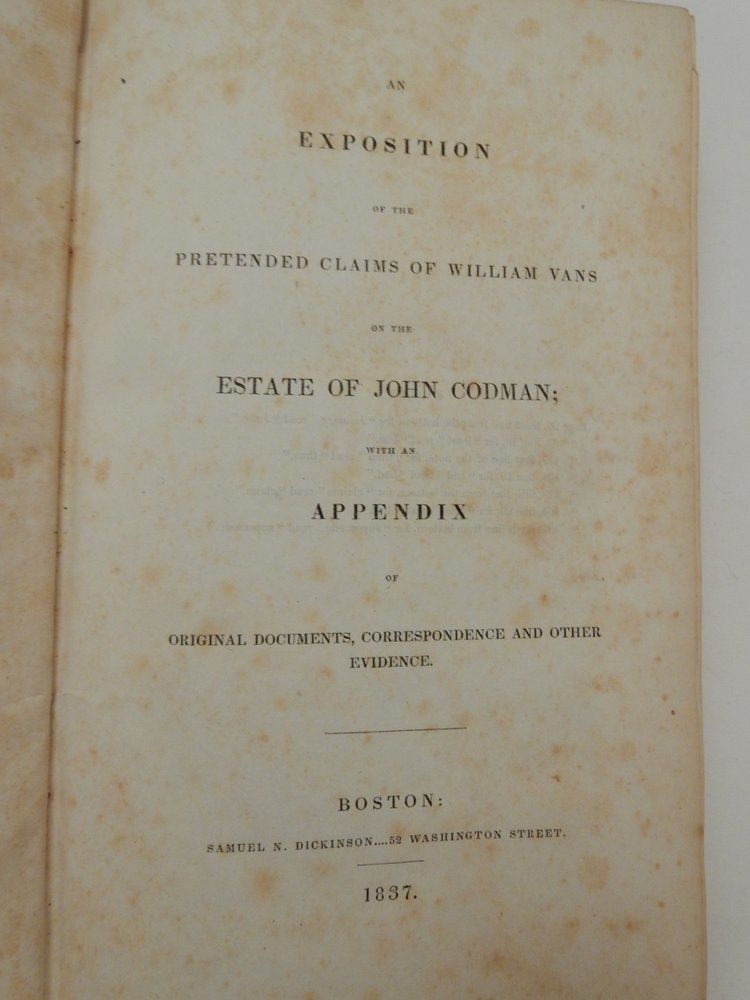 AN
EXPOSITION
OF THE
PRETENDED CLAIMS OF WILLIAM VANS
ON THE
ESTATE OF JOHN CODMAN;
WITH AN
APPENDIX
OF
ORIGINAL DOCUMENTS, CORRESPONDENCE AND OTHER
EVIDENCE.
BOSTON:
SAMUEL N. DICKINSON....52 WASHINGTON STREET.
1837.